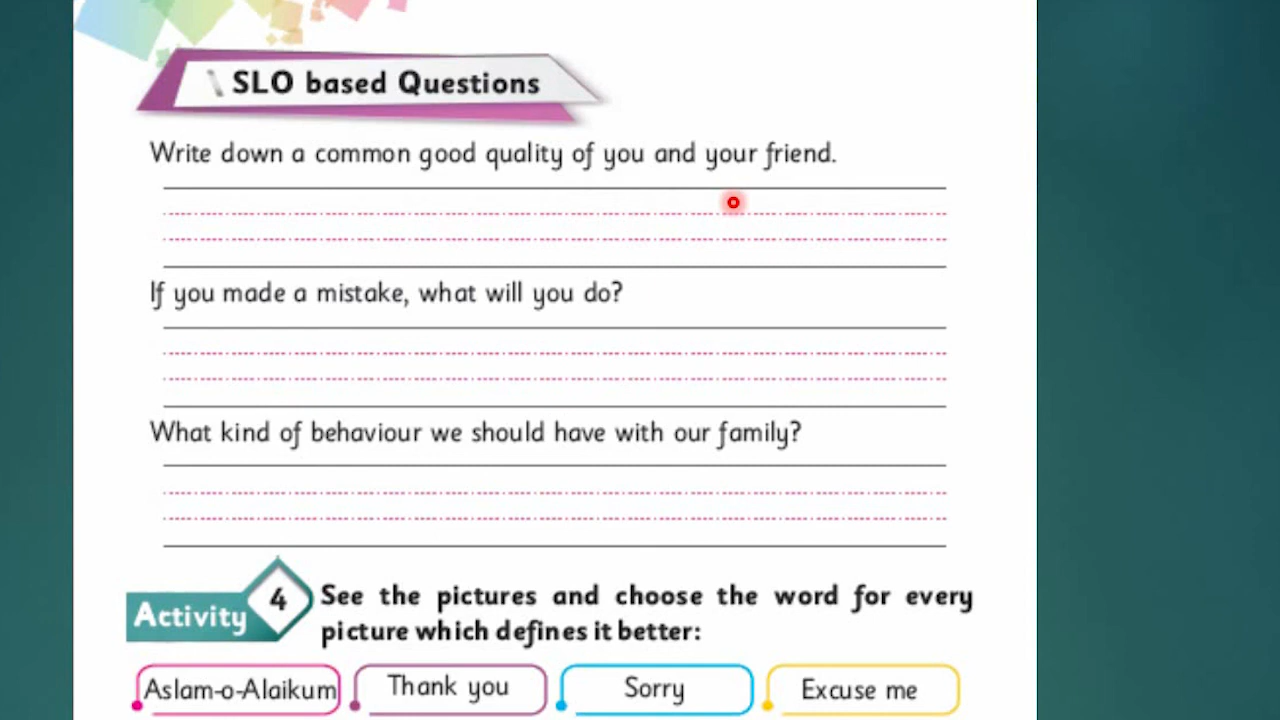 SLO based Questions
Write down a common good quality of you and your friend.
If you made a mistake, what will you do?
What kind of behaviour we should have with our family?
Activity 4
See the pictures and choose the word for every
picture which defines it better:
Aslam-o-Alaikum Thank you Sorry Excuse me